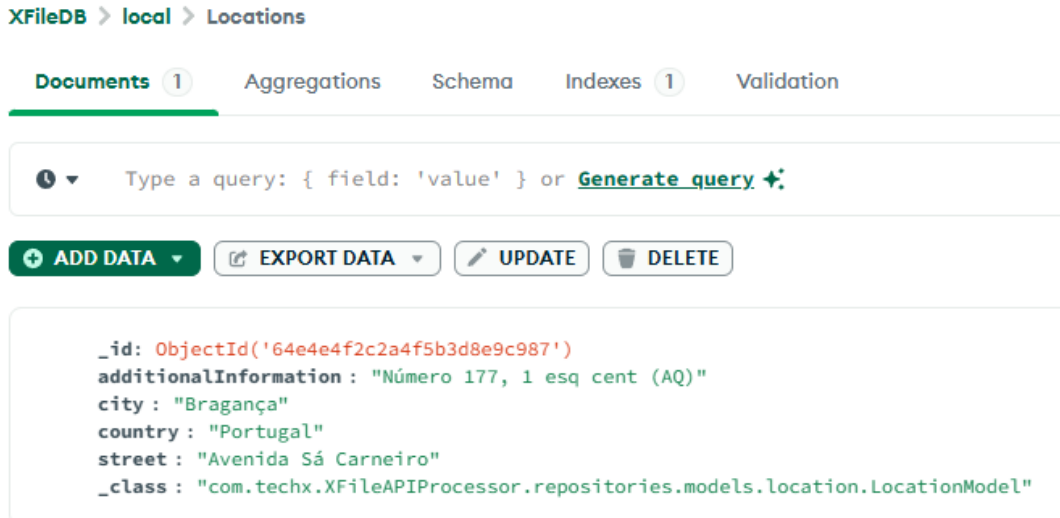 XFileDB > local > Locations
Documents 1 Aggregations Schema Indexes 1 Validation
Type a query: { field: 'value' } or Generate query
ADD DATA EXPORT DATA UPDATE DELETE
_id: ObjectId('64e4e4f2c2a4f5b3d8e9c987')
additionalInformation : "Número 177, 1 esq cent (AQ)"
city : "Bragança"
country : "Portugal"
street : "Avenida Sá Carneiro"
_class : "com.techx.XFileAPIProcessor.repositories.models.location.LocationModel"